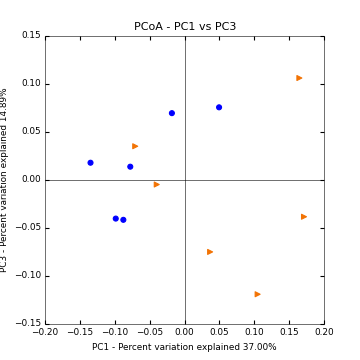 PCoA - PC1 vs PC3
0.15
0.10
0.05
0.00
−0.05
−0.10
−0.15
PC3 - Percent variation explained 14.89%
−0.20 −0.15 −0.10 −0.05 0.00 0.05 0.10 0.15 0.20
PC1 - Percent variation explained 37.00%